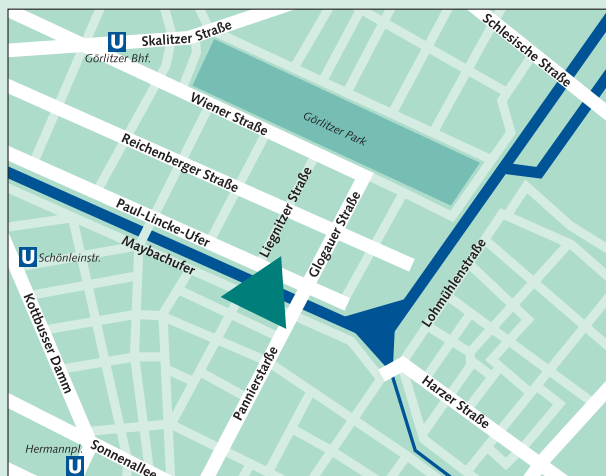 Skalitzer Straße
U
Görlitzer Bhf.
Schlesische Straße
Wiener Straße
Görlitzer Park
Reichenberger Straße
Liegnitzer Straße
Glogauer Straße
Paul-Lincke-Ufer
Maybachufer
U Schönleinstr.
Lohmühlenstraße
Kottbusser Damm
Pannierstarße
Harzer Straße
Hermannpl.
U
Sonnenallee